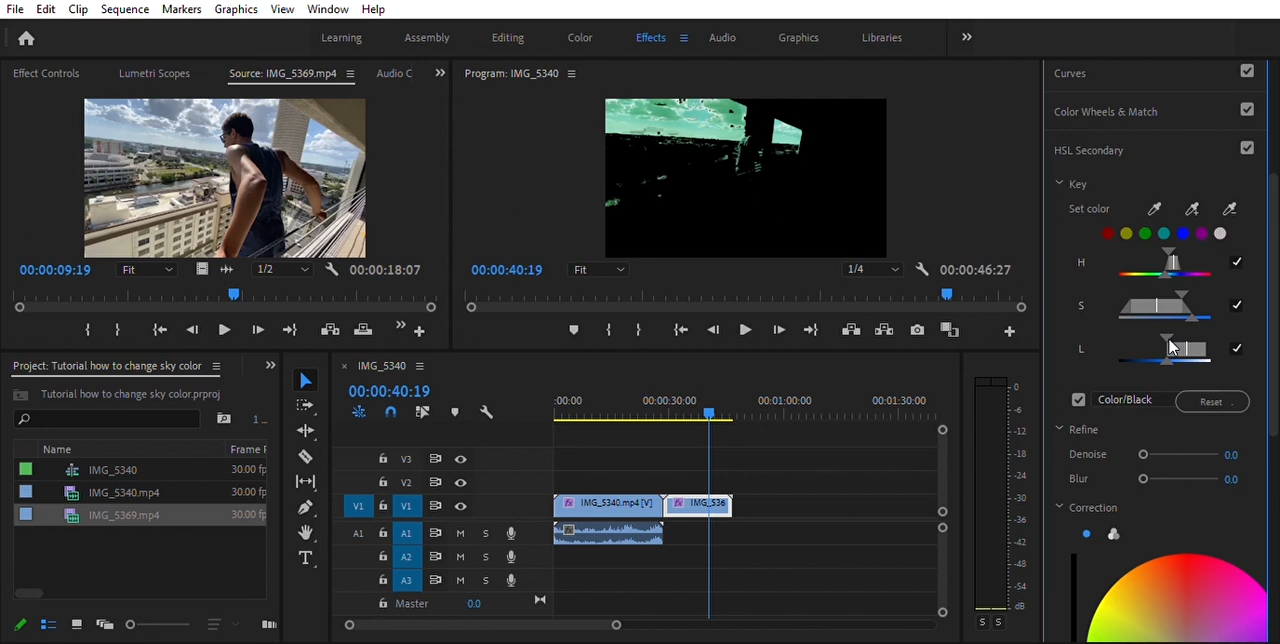 File Edit Clip Sequence Markers Graphics View Window Help
Learning Assembly Editing Color Effects Audio Graphics Libraries
Effect Controls Lumetri Scopes Source: IMG_5369.mp4 Audio C
Program: IMG_5340
00:00:09:19 Fit 1/2 00:00:18:07
00:00:40:19 Fit 1/4 00:00:46:27
Curves
Color Wheels & Match
HSL Secondary
Key
Set color
H
S
L
Color/Black Reset
Refine
Denoise 0.0
Blur 0.0
Correction
Project: Tutorial how to change sky color
Tutorial how to change sky color.prproj
1
Name Frame F
IMG_5340 30.00 fp
IMG_5340.mp4 30.00 fp
IMG_5369.mp4 30.00 fp
× IMG_5340
00:00:40:19
:00:00 00:00:30:00 00:01:00:00 00:01:30:00
V3
V2
V1 V1 IMG_5340.mp4 [V] IMG_536
A1 A1 M S
A2 M S
A3 M S
Master 0.0
0
-6
-12
-18
-24
-30
-36
-42
-48
-54
dB
S S